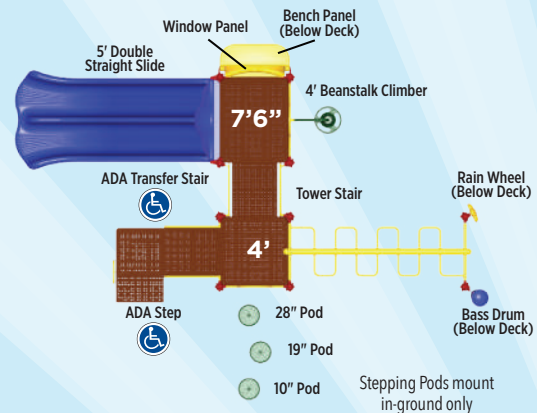 Window Panel
Bench Panel
(Below Deck)
5' Double
Straight Slide
4' Beanstalk Climber
7'6"
ADA Transfer Stair
Tower Stair
Rain Wheel
(Below Deck)
4'
ADA Step
28" Pod
19" Pod
10" Pod
Bass Drum
(Below Deck)
Stepping Pods mount
in-ground only